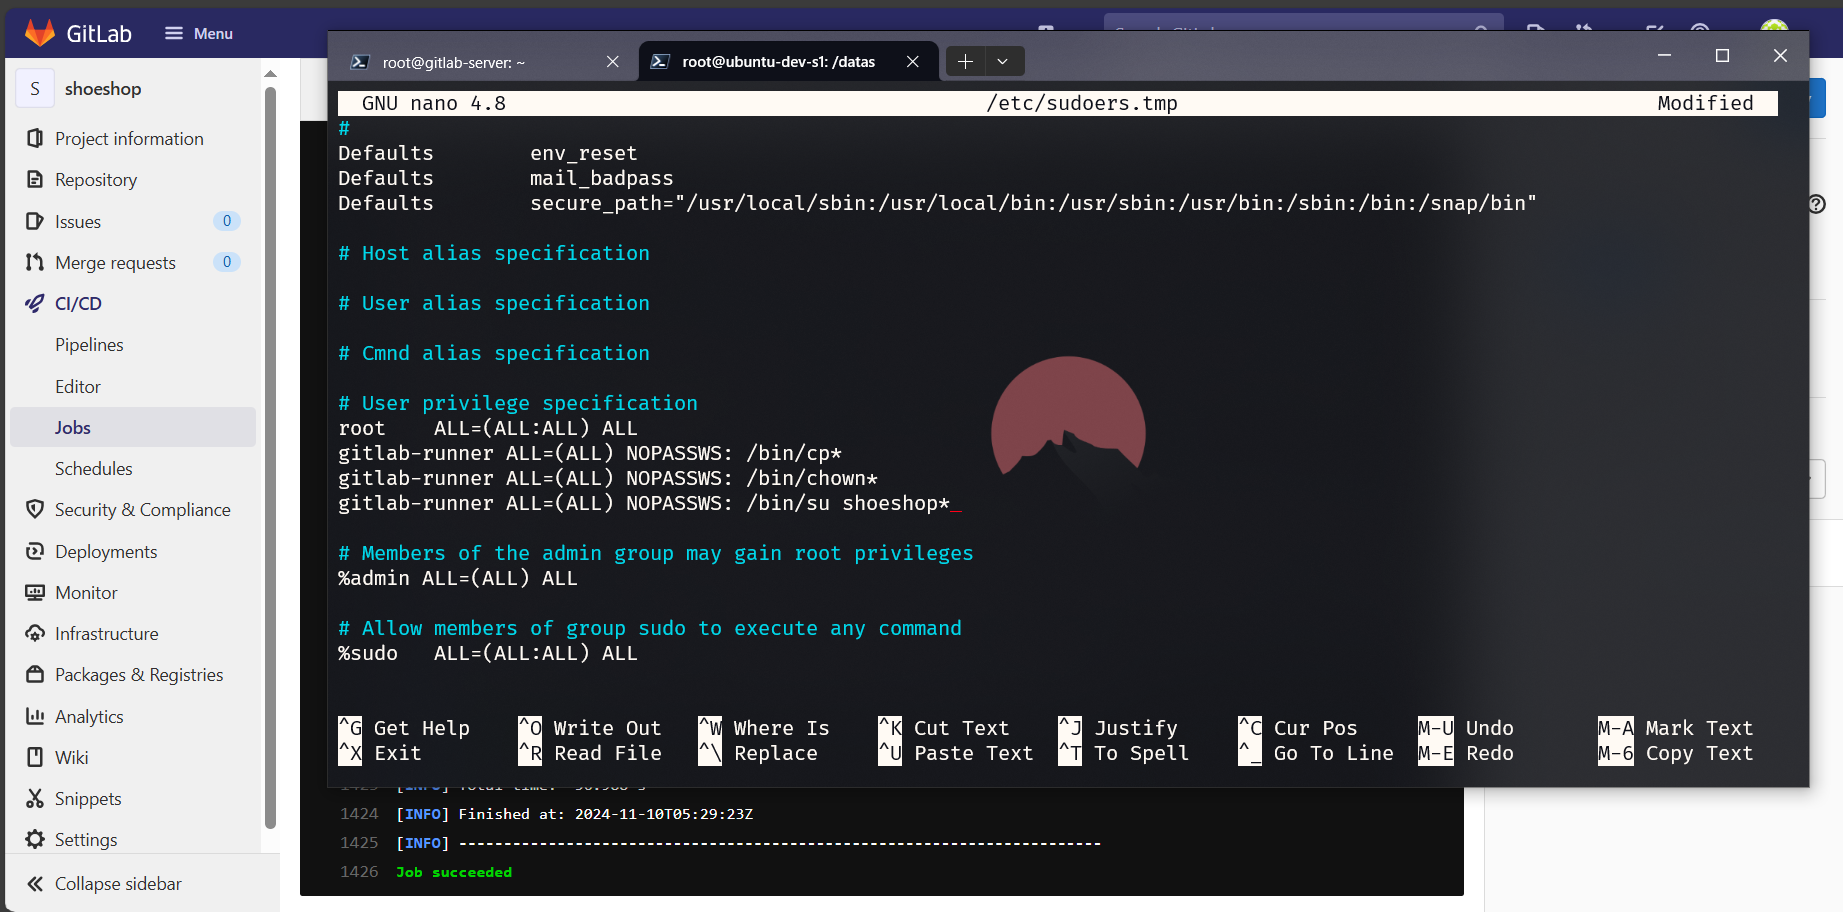 GitLab
Menu
S shoeshop
Project information
Repository
Issues 0
Merge requests 0
CI/CD
Pipelines
Editor
Jobs
Schedules
Security & Compliance
Deployments
Monitor
Infrastructure
Packages & Registries
Analytics
Wiki
Snippets
Settings
Collapse sidebar
root@gitlab-server: ~
root@ubuntu-dev-s1: /datas
GNU nano 4.8 /etc/sudoers.tmp Modified
#
Defaults env_reset
Defaults mail_badpass
Defaults secure_path="/usr/local/sbin:/usr/local/bin:/usr/sbin:/usr/bin:/sbin:/bin:/snap/bin"
# Host alias specification
# User alias specification
# Cmnd alias specification
# User privilege specification
root ALL=(ALL:ALL) ALL
gitlab-runner ALL=(ALL) NOPASSWS: /bin/cp*
gitlab-runner ALL=(ALL) NOPASSWS: /bin/chown*
gitlab-runner ALL=(ALL) NOPASSWS: /bin/su shoeshop*_
# Members of the admin group may gain root privileges
%admin ALL=(ALL) ALL
# Allow members of group sudo to execute any command
%sudo ALL=(ALL:ALL) ALL
^G Get Help ^O Write Out ^W Where Is ^K Cut Text ^J Justify ^C Cur Pos M-U Undo M-A Mark Text
^X Exit ^R Read File ^\ Replace ^U Paste Text ^T To Spell ^_ Go To Line M-E Redo M-6 Copy Text
1424 [INFO] Finished at: 2024-11-10T05:29:23Z
1425 [INFO] ------------------------------------------------------------------------
1426 Job succeeded